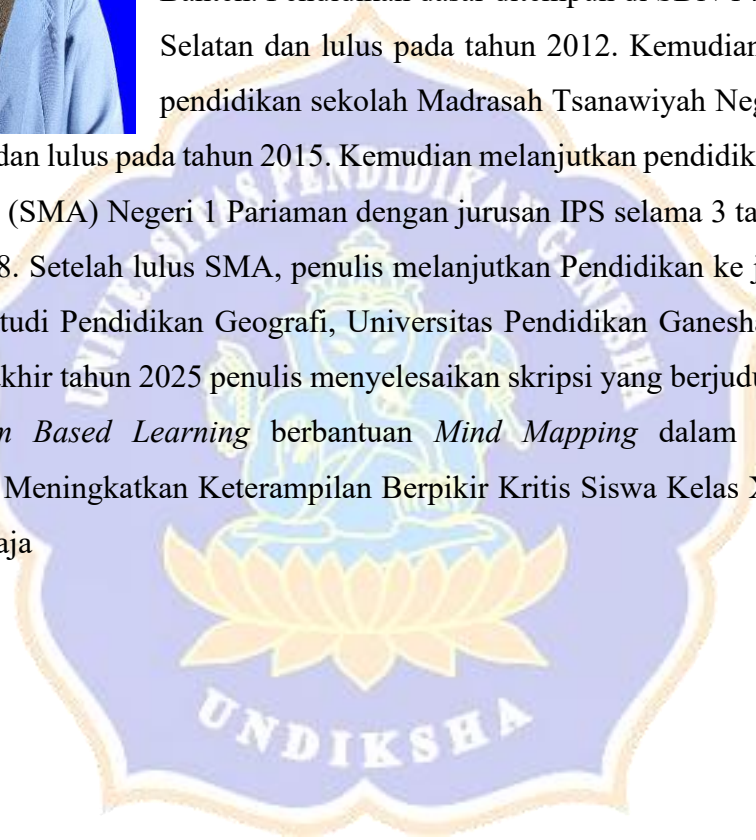 Selatan dan lulus pada tahun 2012. Kemudian
pendidikan sekolah Madrasah Tsanawiyah Neg
dan lulus pada tahun 2015. Kemudian melanjutkan pendidik
(SMA) Negeri 1 Pariaman dengan jurusan IPS selama 3 ta
8. Setelah lulus SMA, penulis melanjutkan Pendidikan ke j
tudi Pendidikan Geografi, Universitas Pendidikan Ganesh
khir tahun 2025 penulis menyelesaikan skripsi yang berjudu
Based Learning berbantuan Mind Mapping dalam
Meningkatkan Keterampilan Berpikir Kritis Siswa Kelas X
aja
UNIVERSITAS PENDIDIKAN GANESHA
UNDIKSHA